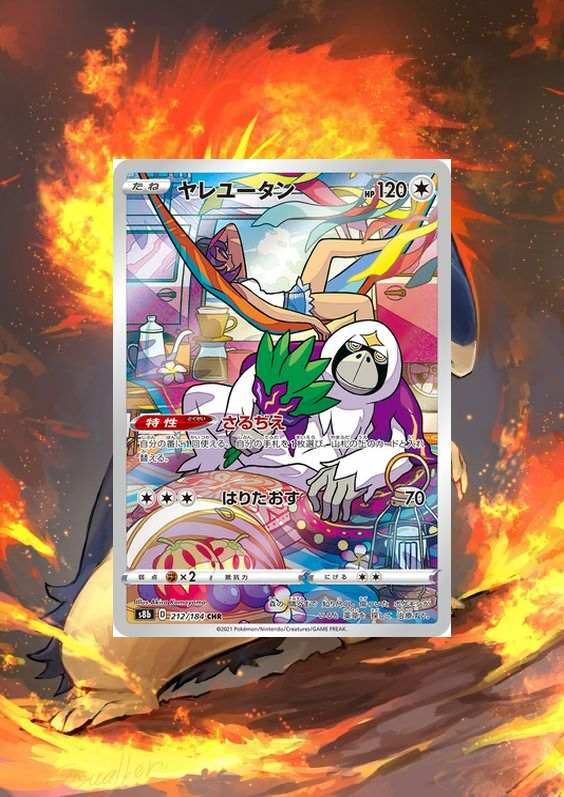 たね ヤレユータン HP 120
特性 とくせい さるぢえ
自分の番に1回使える。自分の手札を1枚選び、山札の上のカードと入れ
替える。
はりたおす 70
弱点 ×2 抵抗力 にげる
Illus. Akira Komayama
s8b D 212/184 CHR
©2021 Pokémon/Nintendo/Creatures/GAME FREAK.